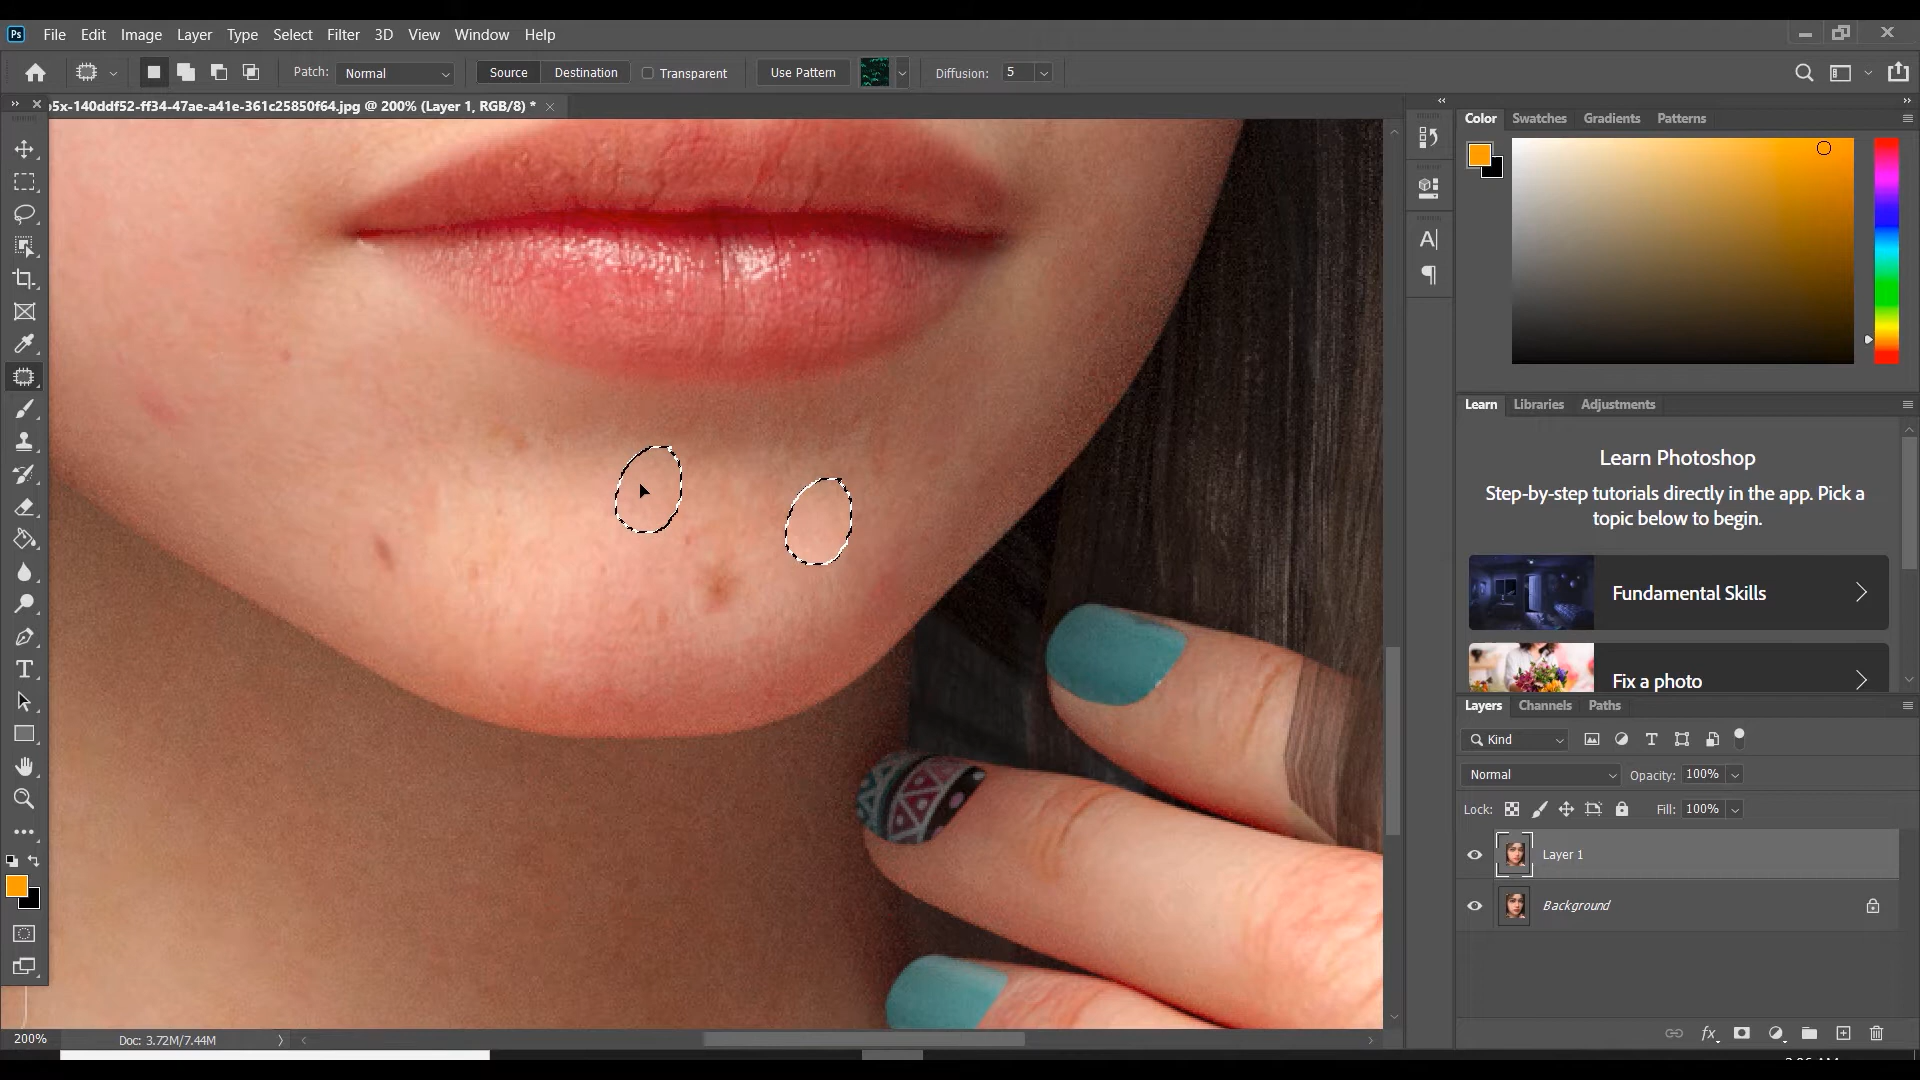 Ps File Edit Image Layer Type Select Filter 3D View Window Help
Patch: Normal Source Destination Transparent Use Pattern Diffusion: 5
b5x-140ddf52-ff34-47ae-a41e-361c25850f64.jpg @ 200% (Layer 1, RGB/8) *
Color Swatches Gradients Patterns
Learn Libraries Adjustments
Learn Photoshop
Step-by-step tutorials directly in the app. Pick a
topic below to begin.
Fundamental Skills
Fix a photo
Layers Channels Paths
Kind
Normal Opacity: 100%
Lock: Fill: 100%
Layer 1
Background
200% Doc: 3.72M/7.44M